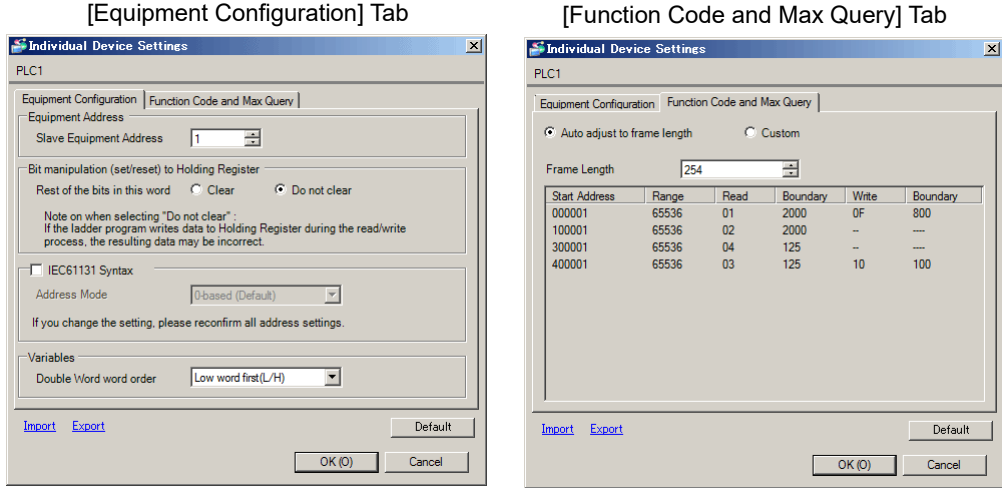 [Equipment Configuration] Tab
Individual Device Settings
PLC1
Equipment Configuration Function Code and Max Query
Equipment Address
Slave Equipment Address 1
Bit manipulation (set/reset) to Holding Register
Rest of the bits in this word Clear Do not clear
Note on when selecting "Do not clear" :
If the ladder program writes data to Holding Register during the read/write
process, the resulting data may be incorrect.
IEC61131 Syntax
Address Mode 0-based (Default)
If you change the setting, please reconfirm all address settings.
Variables
Double Word word order Low word first(L/H)
Import Export Default
OK (O) Cancel
[Function Code and Max Query] Tab
Individual Device Settings
PLC1
Equipment Configuration Function Code and Max Query
Auto adjust to frame length Custom
Frame Length 254
Start Address Range Read Boundary Write Boundary
000001 65536 01 2000 0F 800
100001 65536 02 2000 -- ----
300001 65536 04 125 -- ----
400001 65536 03 125 10 100
Import Export Default
OK (O) Cancel